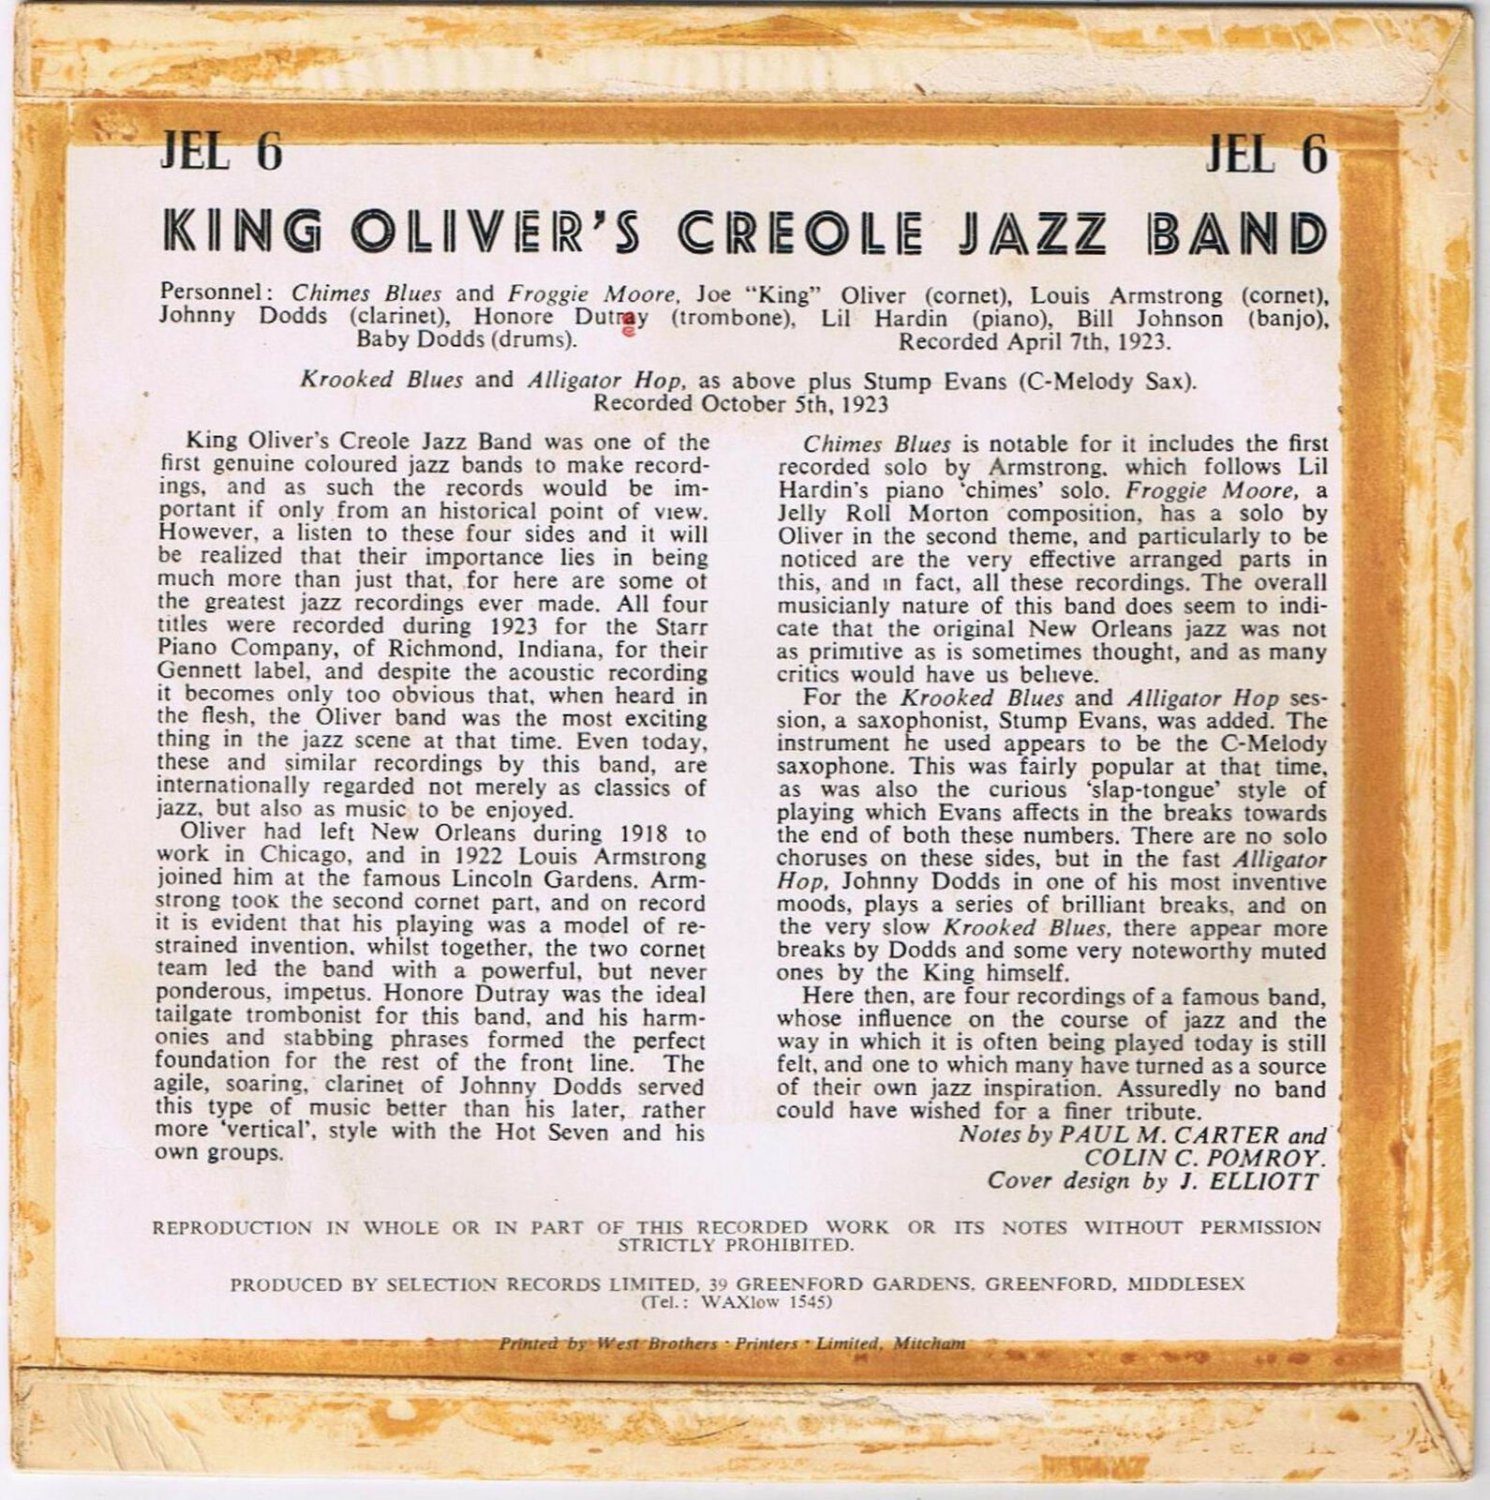 JEL 6 JEL 6
KING OLIVER'S CREOLE JAZZ BAND
Personnel: Chimes Blues and Froggie Moore, Joe “King” Oliver (cornet), Louis Armstrong (cornet),
Johnny Dodds (clarinet), Honore Dutray (trombone), Lil Hardin (piano), Bill Johnson (banjo),
Baby Dodds (drums). Recorded April 7th, 1923.
Krooked Blues and Alligator Hop, as above plus Stump Evans (C-Melody Sax).
Recorded October 5th, 1923
King Oliver's Creole Jazz Band was one of the
first genuine coloured jazz bands to make record-
ings, and as such the records would be im-
portant if only from an historical point of view.
However, a listen to these four sides and it will
be realized that their importance lies in being
much more than just that, for here are some of
the greatest jazz recordings ever made. All four
titles were recorded during 1923 for the Starr
Piano Company, of Richmond, Indiana, for their
Gennett label, and despite the acoustic recording
it becomes only too obvious that, when heard in
the flesh, the Oliver band was the most exciting
thing in the jazz scene at that time. Even today,
these and similar recordings by this band, are
internationally regarded not merely as classics of
jazz, but also as music to be enjoyed.
Oliver had left New Orleans during 1918 to
work in Chicago, and in 1922 Louis Armstrong
joined him at the famous Lincoln Gardens. Arm-
strong took the second cornet part, and on record
it is evident that his playing was a model of re-
strained invention, whilst together, the two cornet
team led the band with a powerful, but never
ponderous, impetus. Honore Dutray was the ideal
tailgate trombonist for this band, and his harm-
onies and stabbing phrases formed the perfect
foundation for the rest of the front line. The
agile, soaring, clarinet of Johnny Dodds served
this type of music better than his later, rather
more 'vertical', style with the Hot Seven and his
own groups.
Chimes Blues is notable for it includes the first
recorded solo by Armstrong. which follows Lil
Hardin's piano 'chimes' solo. Froggie Moore, a
Jelly Roll Morton composition, has a solo by
Oliver in the second theme, and particularly to be
noticed are the very effective arranged parts in
this, and in fact, all these recordings. The overall
musicianly nature of this band does seem to indi-
cate that the original New Orleans jazz was not
as primitive as is sometimes thought, and as many
critics would have us believe.
For the Krooked Blues and Alligator Hop ses-
sion, a saxophonist, Stump Evans, was added. The
instrument he used appears to be the C-Melody
saxophone. This was fairly popular at that time,
as was also the curious 'slap-tongue' style of
playing which Evans affects in the breaks towards
the end of both these numbers. There are no solo
choruses on these sides, but in the fast Alligator
Hop, Johnny Dodds in one of his most inventive
moods, plays a series of brilliant breaks, and on
the very slow Krooked Blues, there appear more
breaks by Dodds and some very noteworthy muted
ones by the King himself.
Here then, are four recordings of a famous band,
whose influence on the course of jazz and the
way in which it is often being played today is still
felt, and one to which many have turned as a source
of their own jazz inspiration. Assuredly no band
could have wished for a finer tribute.
Notes by PAUL M. CARTER and
COLIN C. POMROY.
Cover design by J. ELLIOTT
REPRODUCTION IN WHOLE OR IN PART OF THIS RECORDED WORK OR ITS NOTES WITHOUT PERMISSION
STRICTLY PROHIBITED.
PRODUCED BY SELECTION RECORDS LIMITED, 39 GREENFORD GARDENS, GREENFORD, MIDDLESEX
(Tel.: WAXlow 1545)
Printed by West Brothers · Printers · Limited, Mitcham